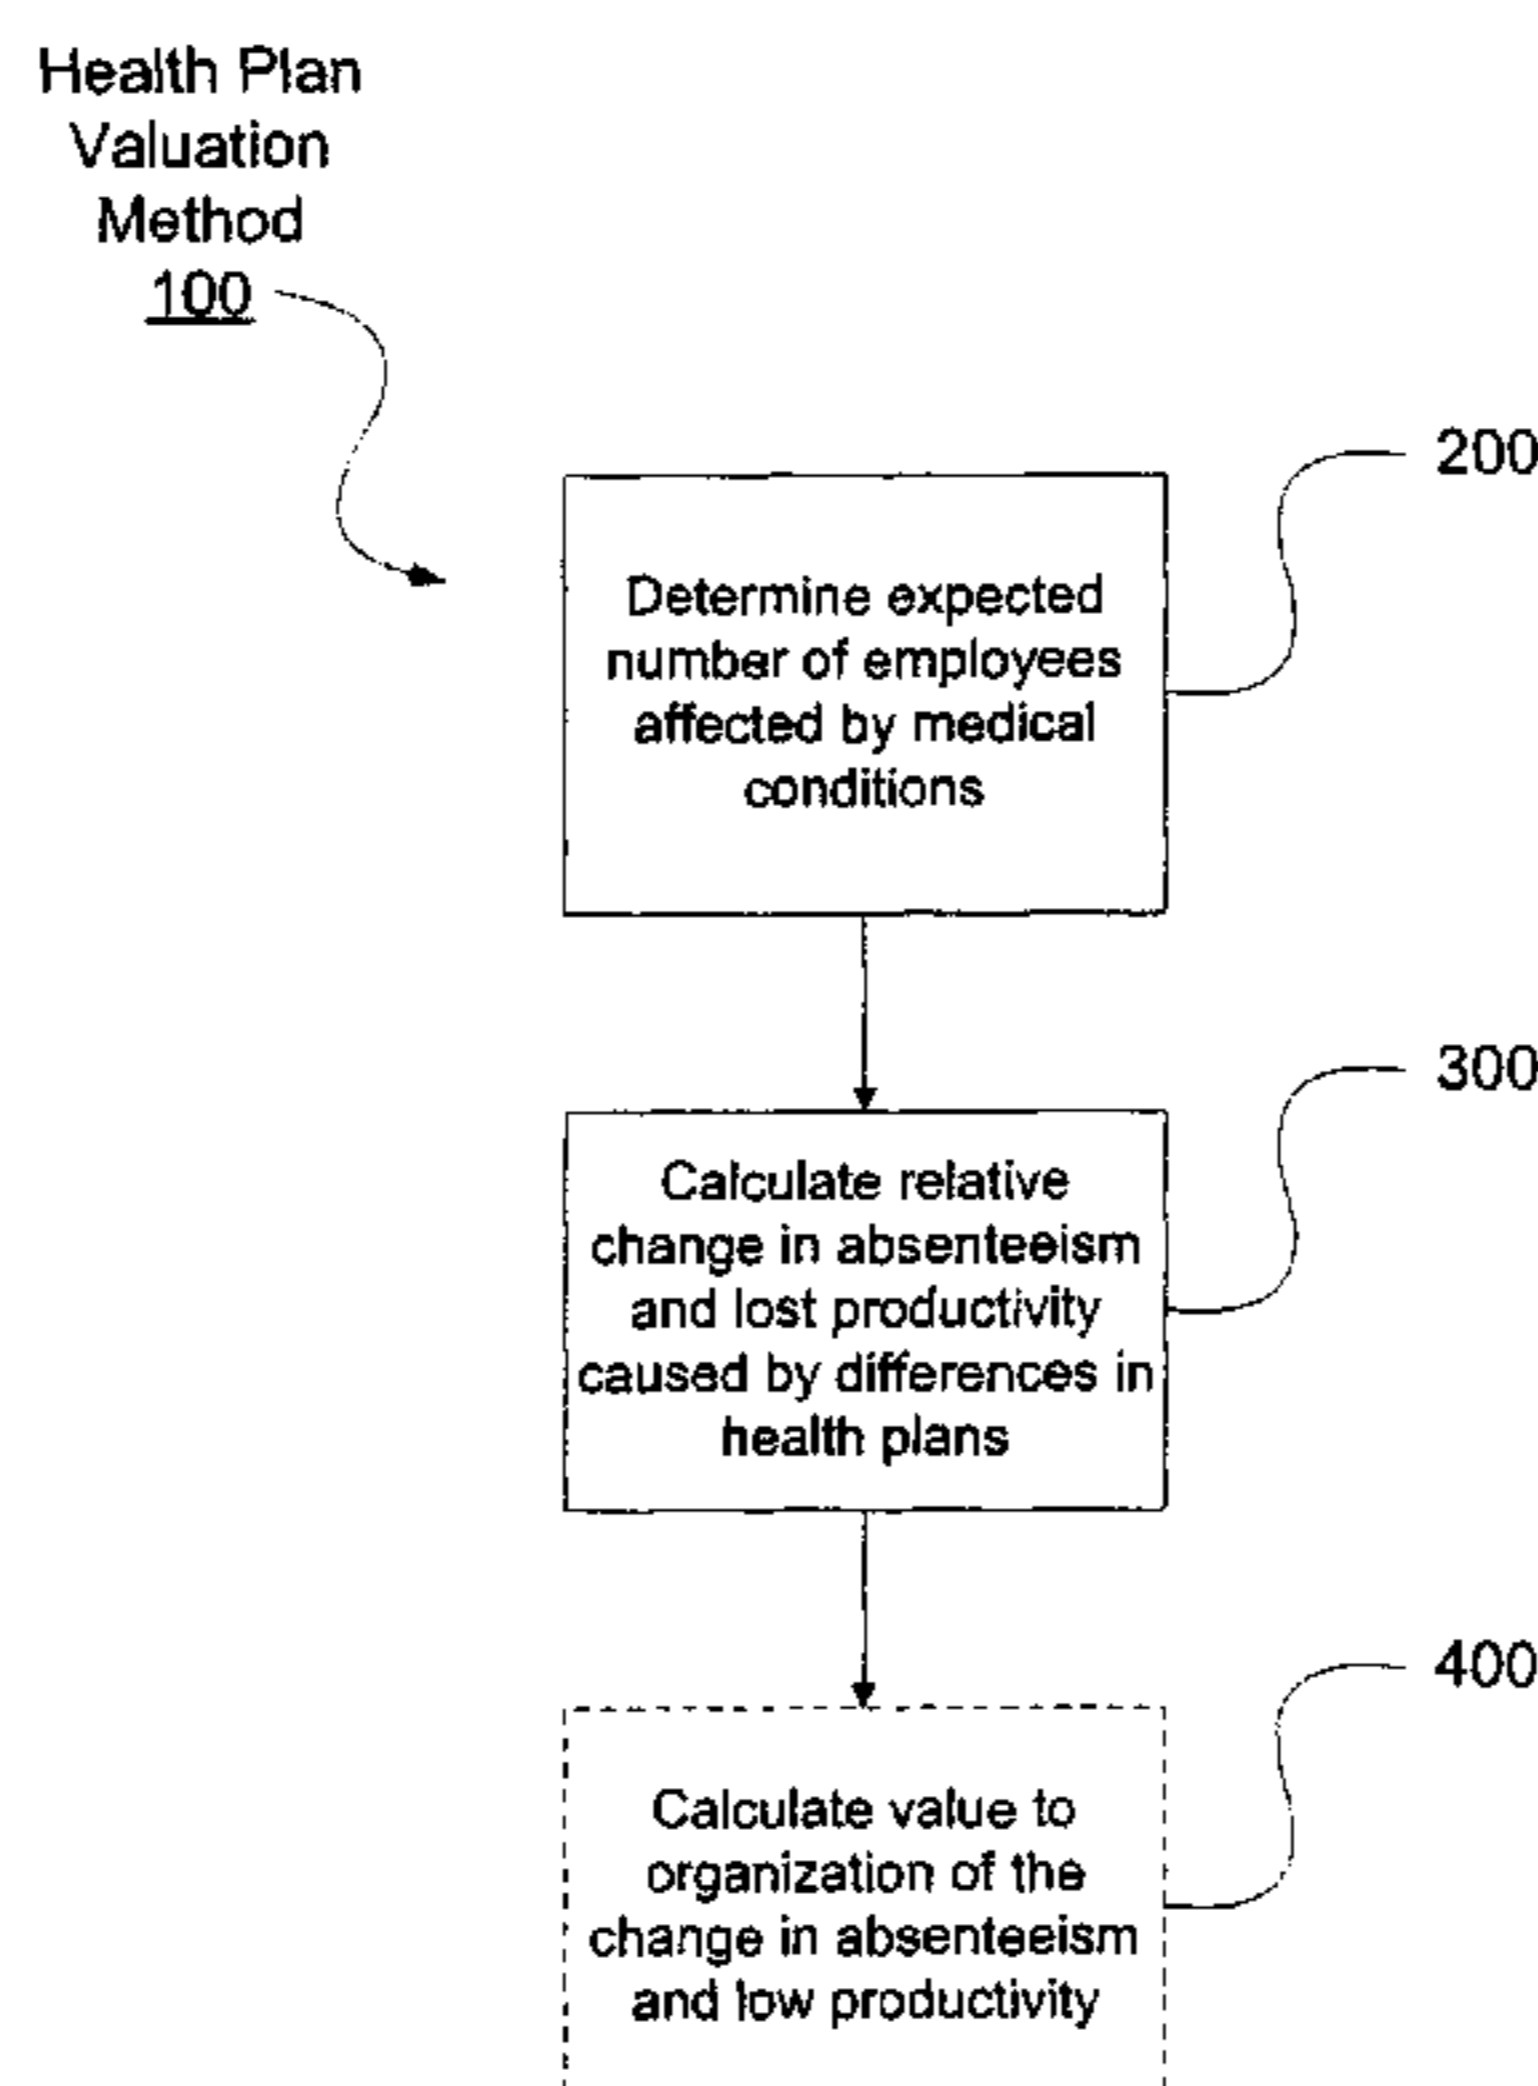 Health Plan
Valuation
Method
100
200
Determine expected
number of employees
affected by medical
conditions
300
Calculate relative
change in absenteeism
and lost productivity
caused by differences in
health plans
400
Calculate value to
organization of the
change in absenteeism
and low productivity